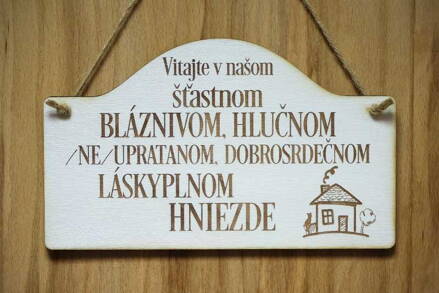 Vitajte v našom
šťastnom
BLÁZNIVOM, HLUČNOM
/NE/UPRATANOM, DOBROSRDEČNOM
LÁSKYPLNOM
HNIEZDE